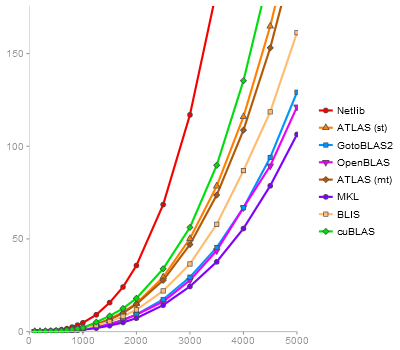 150
100
50
0
0 1000 2000 3000 4000 5000
Netlib
ATLAS (st)
GotoBLAS2
OpenBLAS
ATLAS (mt)
MKL
BLIS
cuBLAS